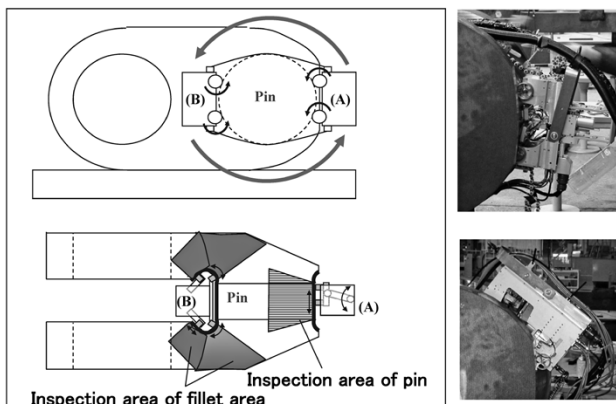 (B)
Pin
(A)
(B)
Pin
(A)
Inspection area of pin
Inspection area of fillet area